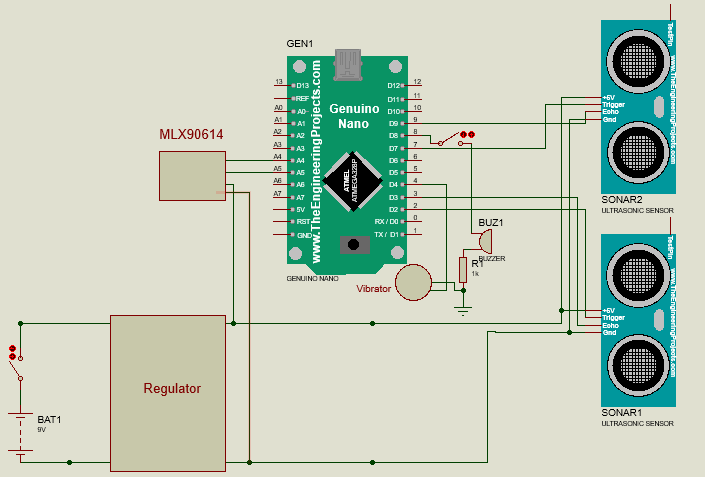 GEN1
www.TheEngineeringProjects.com
Genuino
Nano
ATMEL
ATMEGA328P
13 D13
REF
A0 A0
A1 A1
A2 A2
A3 A3
A4 A4
A5 A5
A6 A6
A7 A7
5V
RST
GND
D12 12
D11 11
D10 10
D9 9
D8 8
D7 7
D6 6
D5 5
D4 4
D3 3
D2 2
RX / D0 0
TX / D1 1
GENUINO NANO
MLX90614
TestPin
www.TheEngineeringProjects.com
+5V
Trigger
Echo
Gnd
SONAR2
ULTRASONIC SENSOR
BUZ1
BUZZER
R1
1k
Vibrator
TestPin
www.TheEngineeringProjects.com
+5V
Trigger
Echo
Gnd
SONAR1
ULTRASONIC SENSOR
Regulator
BAT1
9V